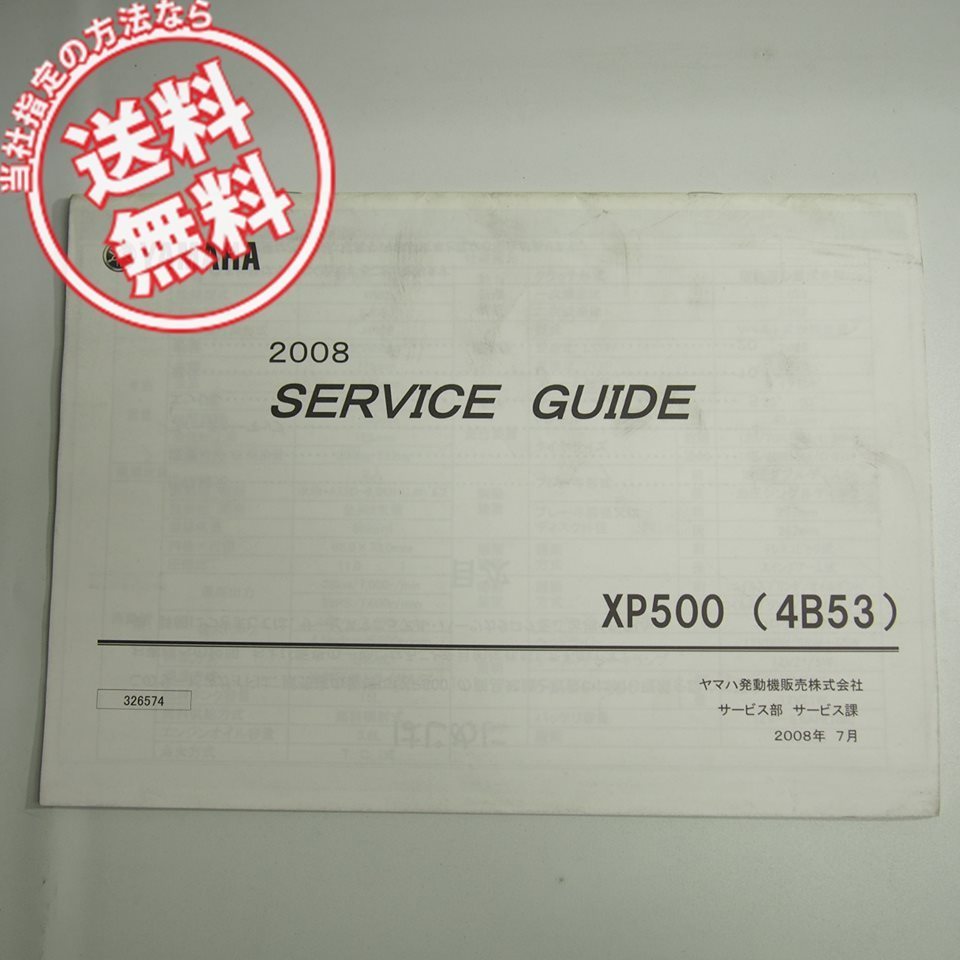 当社指定の方法なら
送料
無料
YAMAHA
2008
SERVICE GUIDE
XP500 (4B53)
326574
ヤマハ発動機販売株式会社
サービス部 サービス課
2008年 7月